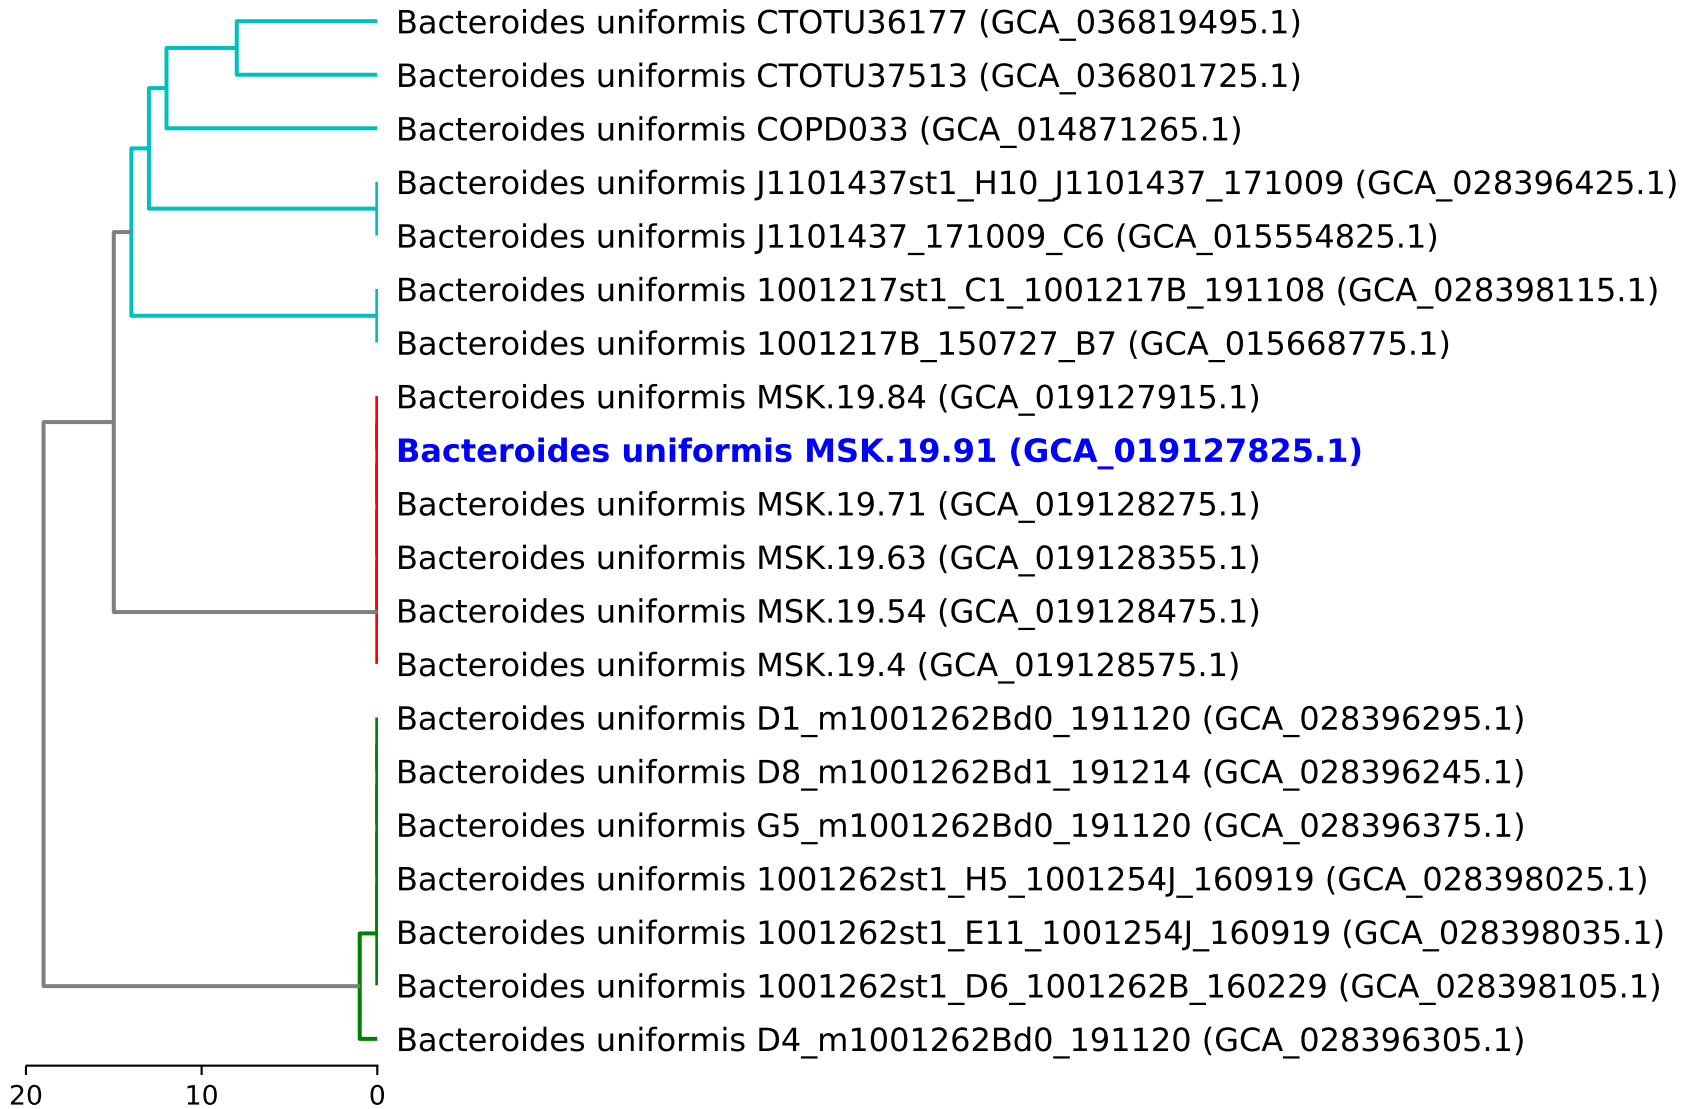 Bacteroides uniformis CTOTU36177 (GCA_036819495.1)
Bacteroides uniformis CTOTU37513 (GCA_036801725.1)
Bacteroides uniformis COPD033 (GCA_014871265.1)
Bacteroides uniformis J1101437st1_H10_J1101437_171009 (GCA_028396425.1)
Bacteroides uniformis J1101437_171009_C6 (GCA_015554825.1)
Bacteroides uniformis 1001217st1_C1_1001217B_191108 (GCA_028398115.1)
Bacteroides uniformis 1001217B_150727_B7 (GCA_015668775.1)
Bacteroides uniformis MSK.19.84 (GCA_019127915.1)
Bacteroides uniformis MSK.19.91 (GCA_019127825.1)
Bacteroides uniformis MSK.19.71 (GCA_019128275.1)
Bacteroides uniformis MSK.19.63 (GCA_019128355.1)
Bacteroides uniformis MSK.19.54 (GCA_019128475.1)
Bacteroides uniformis MSK.19.4 (GCA_019128575.1)
Bacteroides uniformis D1_m1001262Bd0_191120 (GCA_028396295.1)
Bacteroides uniformis D8_m1001262Bd1_191214 (GCA_028396245.1)
Bacteroides uniformis G5_m1001262Bd0_191120 (GCA_028396375.1)
Bacteroides uniformis 1001262st1_H5_1001254J_160919 (GCA_028398025.1)
Bacteroides uniformis 1001262st1_E11_1001254J_160919 (GCA_028398035.1)
Bacteroides uniformis 1001262st1_D6_1001262B_160229 (GCA_028398105.1)
Bacteroides uniformis D4_m1001262Bd0_191120 (GCA_028396305.1)
20 10 0